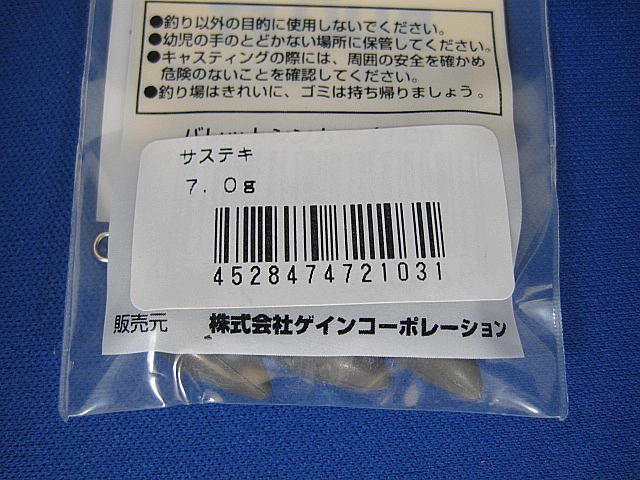 ●釣り以外の目的に使用しないでください。
●幼児の手のとどかない場所に保管してください。
●キャスティングの際には、周囲の安全を確かめ
危険のないことを確認してください。
●釣り場はきれいに、ゴミは持ち帰りましょう。
サステキ
7.0g
4528474721031
販売元 株式会社ゲインコーポレーション